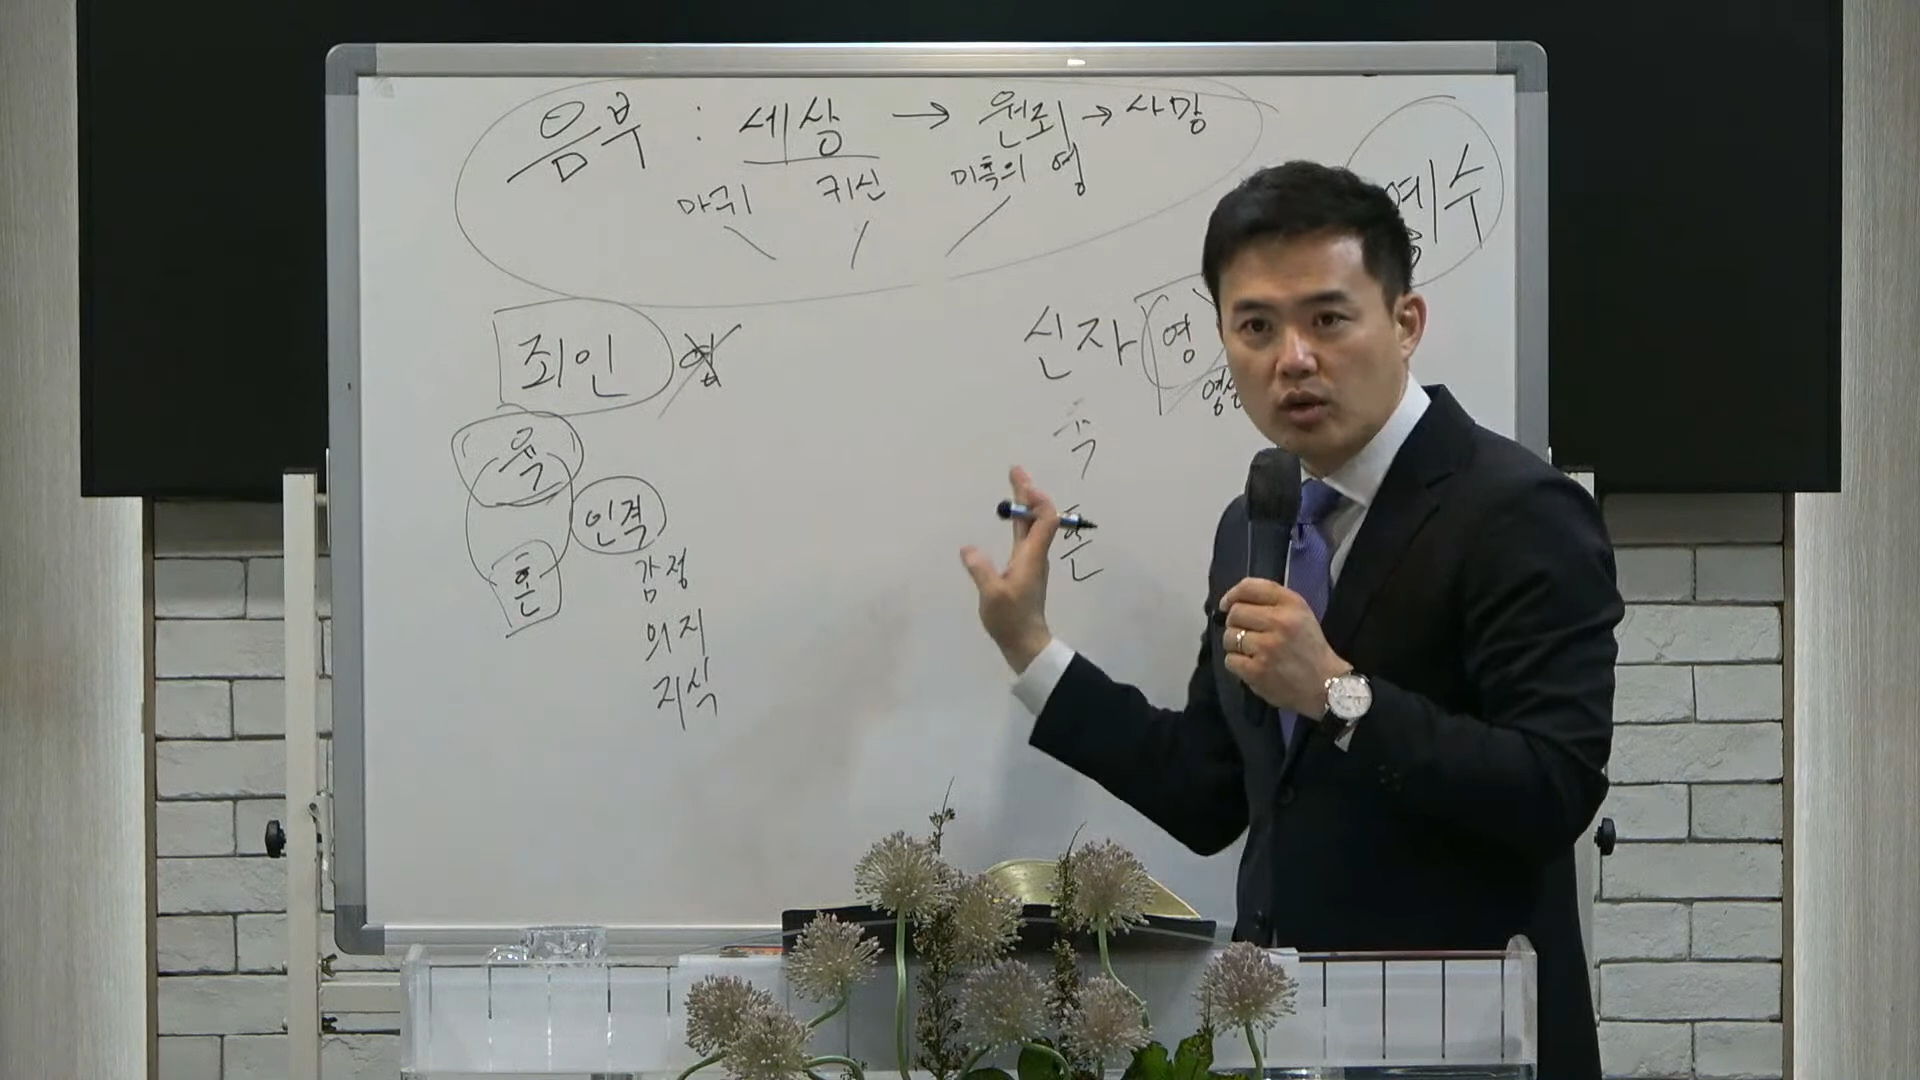 음부 : 세상 → 원죄 → 사망
마귀 귀신 미혹의 영
예수
죄인 영
신자 영
육
인격
혼
감정
의지
지식
혼